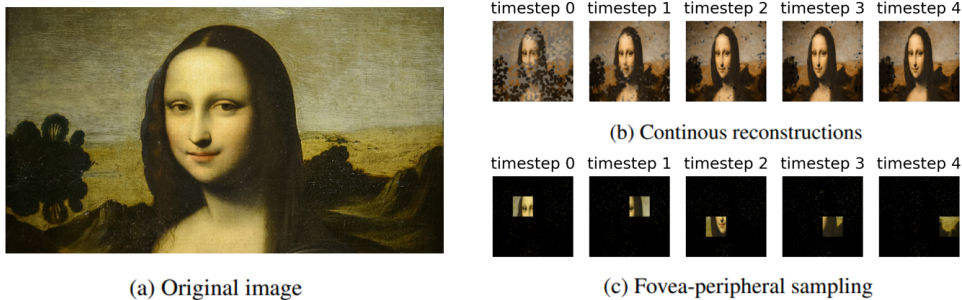 timestep 0 timestep 1 timestep 2 timestep 3 timestep 4
(b) Continous reconstructions
timestep 0 timestep 1 timestep 2 timestep 3 timestep 4
(a) Original image
(c) Fovea-peripheral sampling